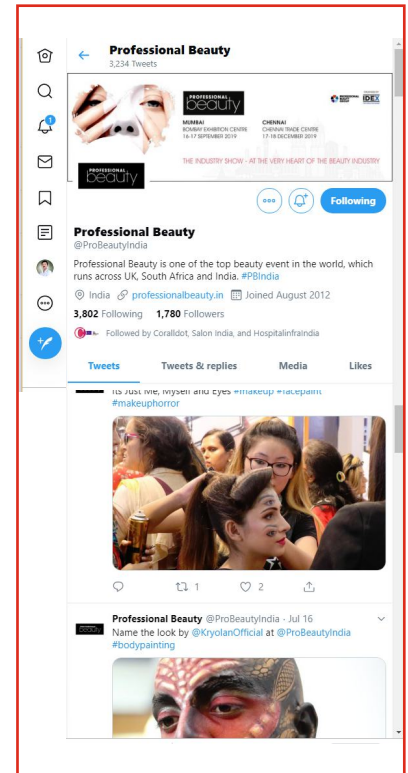 Professional Beauty
3,234 Tweets
PROFESSIONAL
beauty
MUMBAI
BOMBAY EXHIBITION CENTRE
16-17 SEPTEMBER 2019
CHENNAI
CHENNAI TRADE CENTRE
17-18 DECEMBER 2019
IDEX
THE INDUSTRY SHOW - AT THE VERY HEART OF THE BEAUTY INDUSTRY
PROFESSIONAL
beauty
Following
Professional Beauty
@ProBeautyIndia
Professional Beauty is one of the top beauty event in the world, which
runs across UK, South Africa and India. #PBIndia
India professionalbeauty.in Joined August 2012
3,802 Following 1,780 Followers
Followed by Coralldot, Salon India, and HospitalinfraIndia
Tweets Tweets & replies Media Likes
Its Just Me, Myself and Eyes #makeup #facepaint
#makeuphorror
1 2
Professional Beauty @ProBeautyIndia · Jul 16
Name the look by @KryolanOfficial at @ProBeautyIndia
#bodypainting